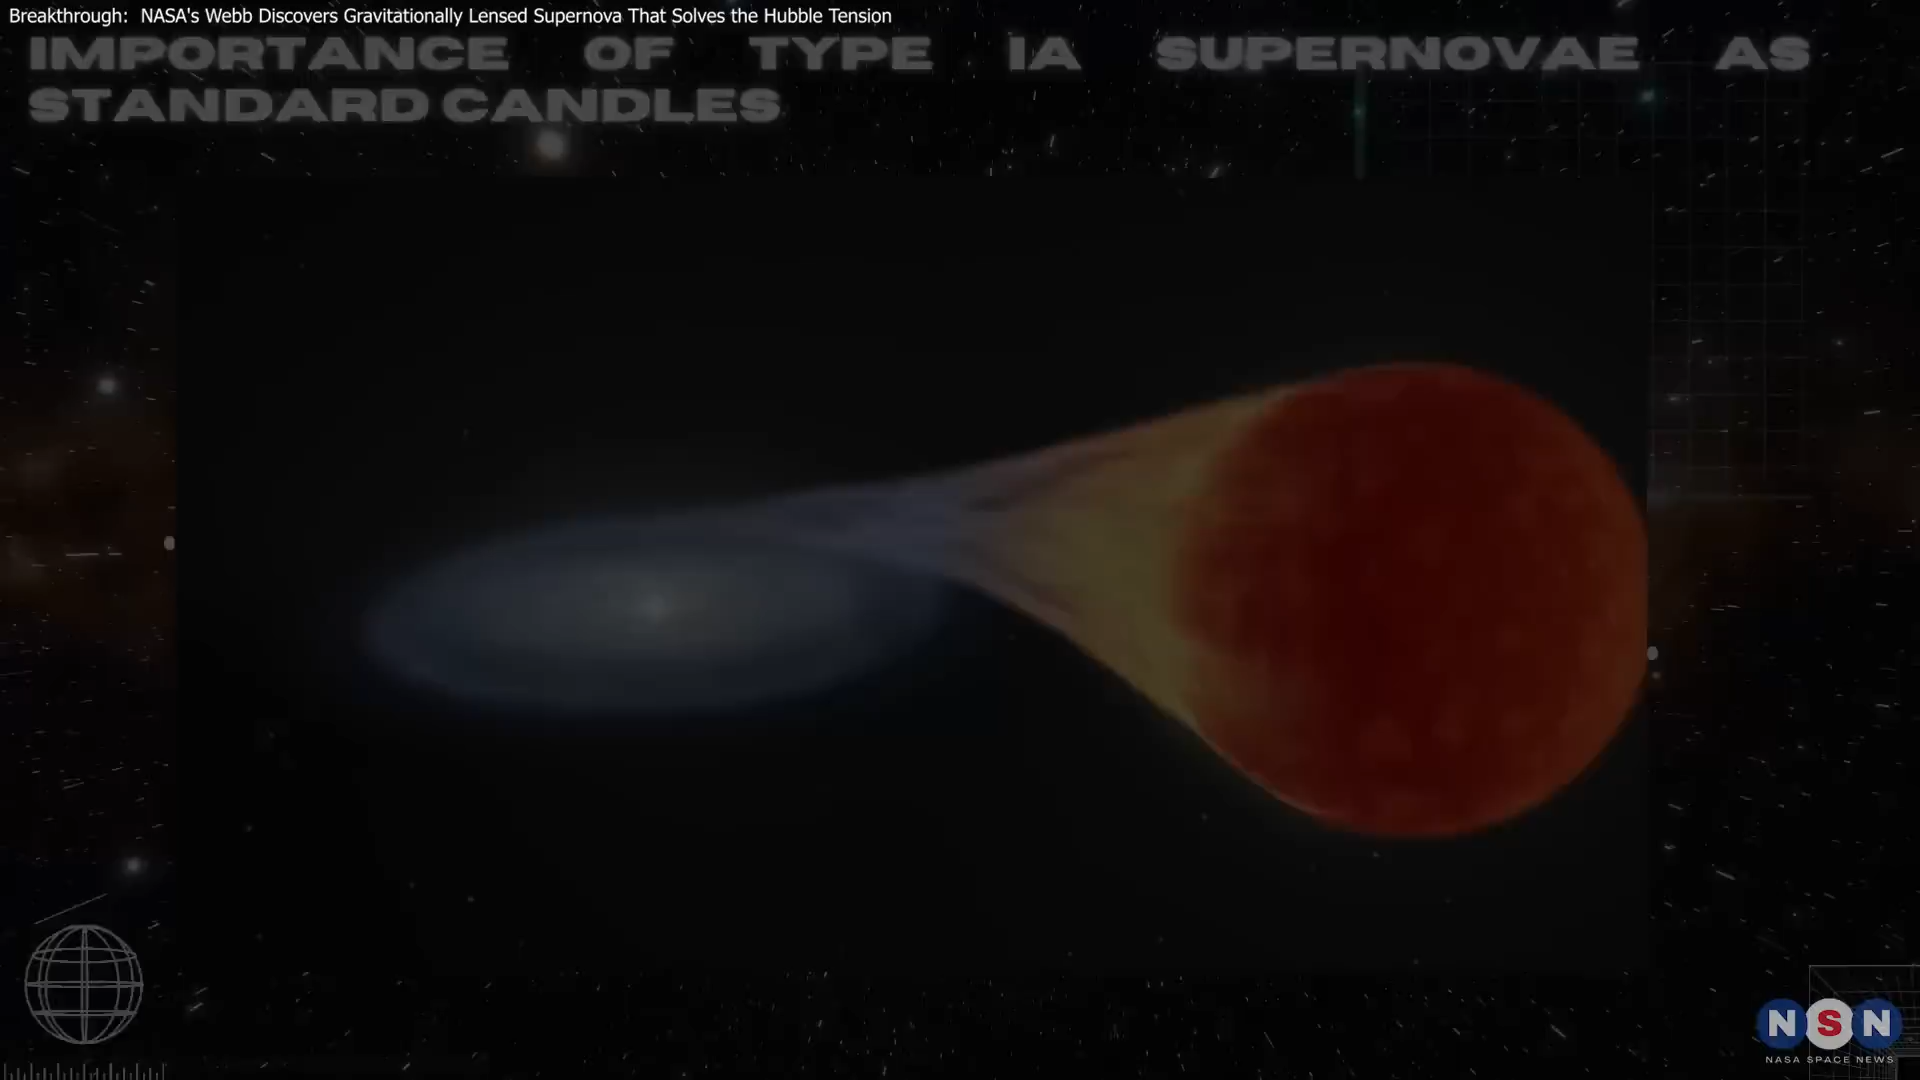 Breakthrough: NASA's Webb Discovers Gravitationally Lensed Supernova That Solves the Hubble Tension
IMPORTANCE OF TYPE IA SUPERNOVAE AS
STANDARD CANDLES
NSN
NASA SPACE NEWS